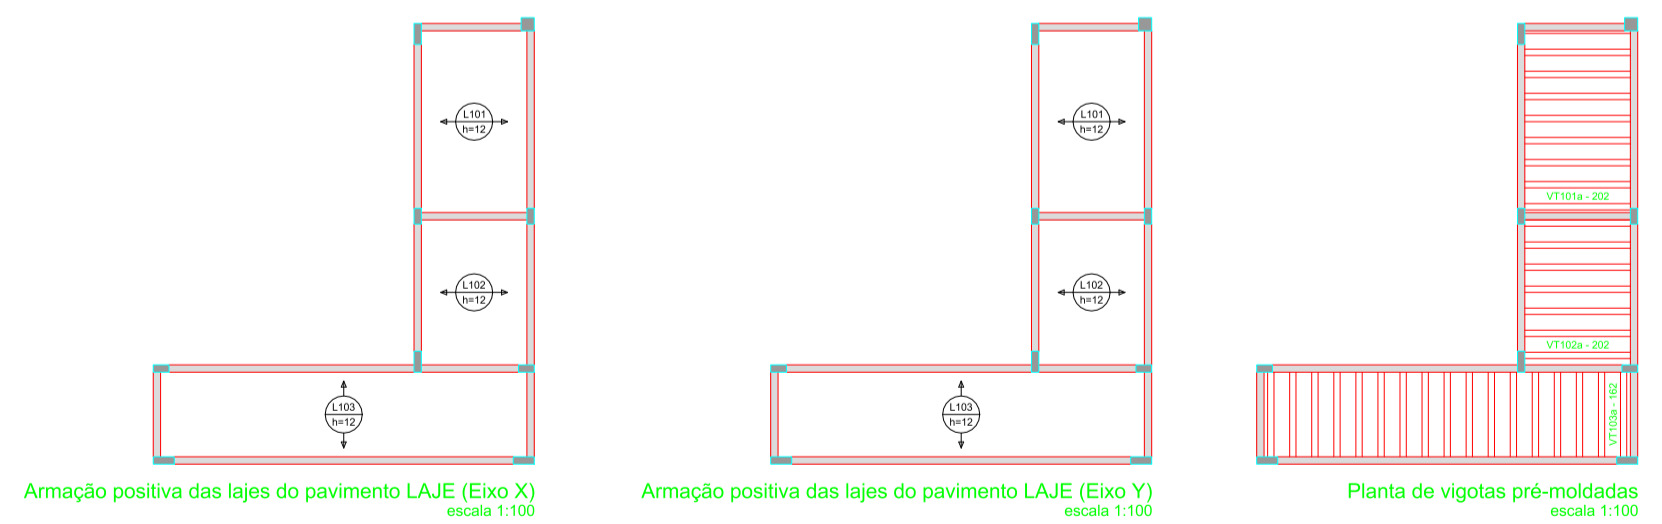 L101
h=12
L102
h=12
L103
h=12
Armação positiva das lajes do pavimento LAJE (Eixo X)
escala 1:100
L101
h=12
L102
h=12
L103
h=12
Armação positiva das lajes do pavimento LAJE (Eixo Y)
escala 1:100
VT101a - 202
VT102a - 202
VT103a - 162
Planta de vigotas pré-moldadas
escala 1:100